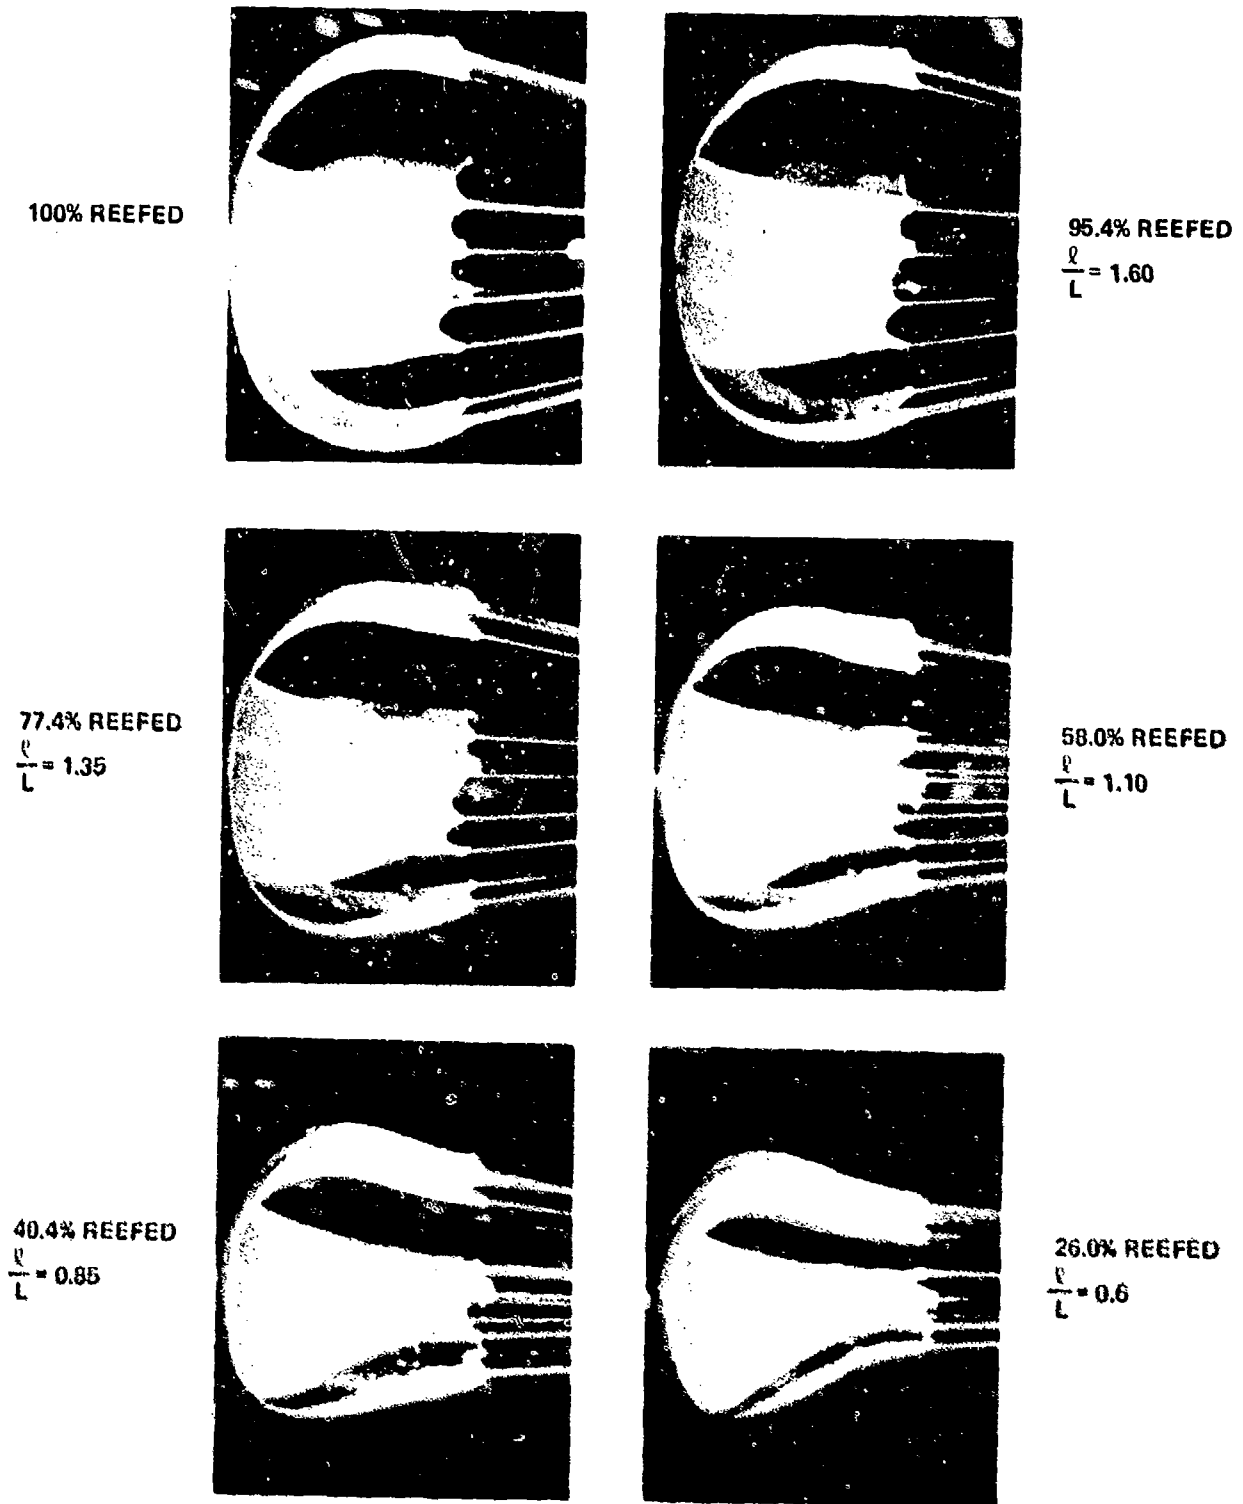 100% REEFED
95.4% REEFED
ℓ/L = 1.60
77.4% REEFED
ℓ/L = 1.35
58.0% REEFED
ℓ/L = 1.10
40.4% REEFED
ℓ/L = 0.85
26.0% REEFED
ℓ/L = 0.6